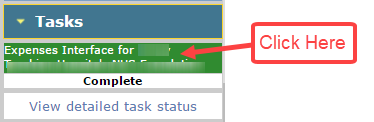 Tasks
Expenses Interface for
Click Here
Complete
View detailed task status